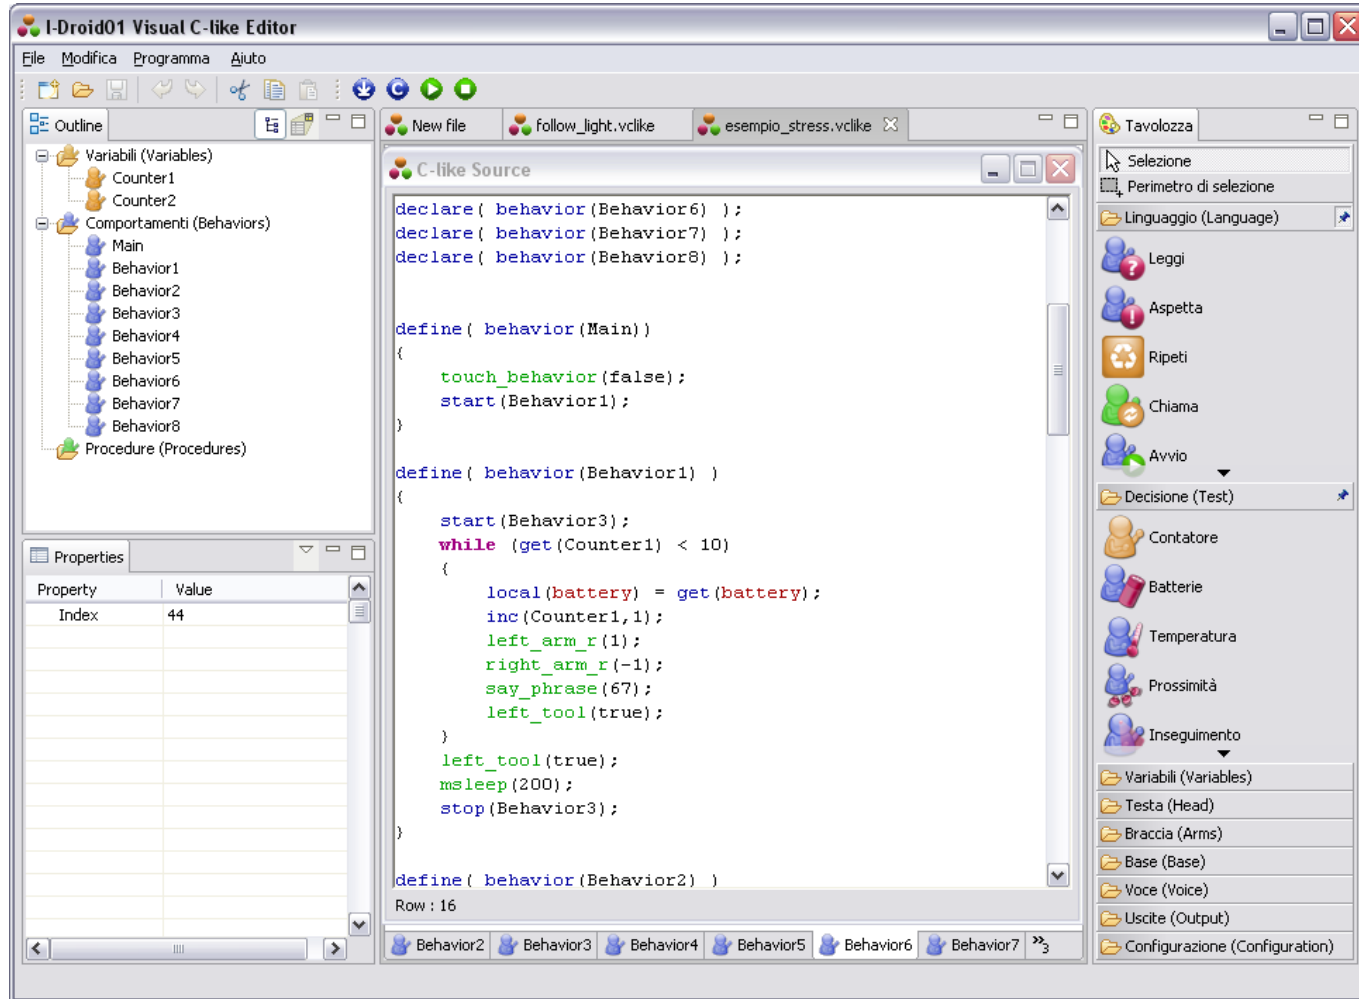 I-Droid01 Visual C-like Editor
File Modifica Programma Aiuto
Outline
Variabili (Variables)
Counter1
Counter2
Comportamenti (Behaviors)
Main
Behavior1
Behavior2
Behavior3
Behavior4
Behavior5
Behavior6
Behavior7
Behavior8
Procedure (Procedures)
Properties
Property Value
Index 44
New file follow_light.vclike esempio_stress.vclike
C-like Source
declare( behavior(Behavior6) );
declare( behavior(Behavior7) );
declare( behavior(Behavior8) );
define( behavior(Main))
{
touch_behavior(false);
start(Behavior1);
}
define( behavior(Behavior1) )
{
start(Behavior3);
while (get(Counter1) < 10)
{
local(battery) = get(battery);
inc(Counter1,1);
left_arm_r(1);
right_arm_r(-1);
say_phrase(67);
left_tool(true);
}
left_tool(true);
msleep(200);
stop(Behavior3);
}
define( behavior(Behavior2) )
Row : 16
Behavior2 Behavior3 Behavior4 Behavior5 Behavior6 Behavior7 »3
Tavolozza
Selezione
Perimetro di selezione
Linguaggio (Language)
Leggi
Aspetta
Ripeti
Chiama
Avvio
Decisione (Test)
Contatore
Batterie
Temperatura
Prossimità
Inseguimento
Variabili (Variables)
Testa (Head)
Braccia (Arms)
Base (Base)
Voce (Voice)
Uscite (Output)
Configurazione (Configuration)